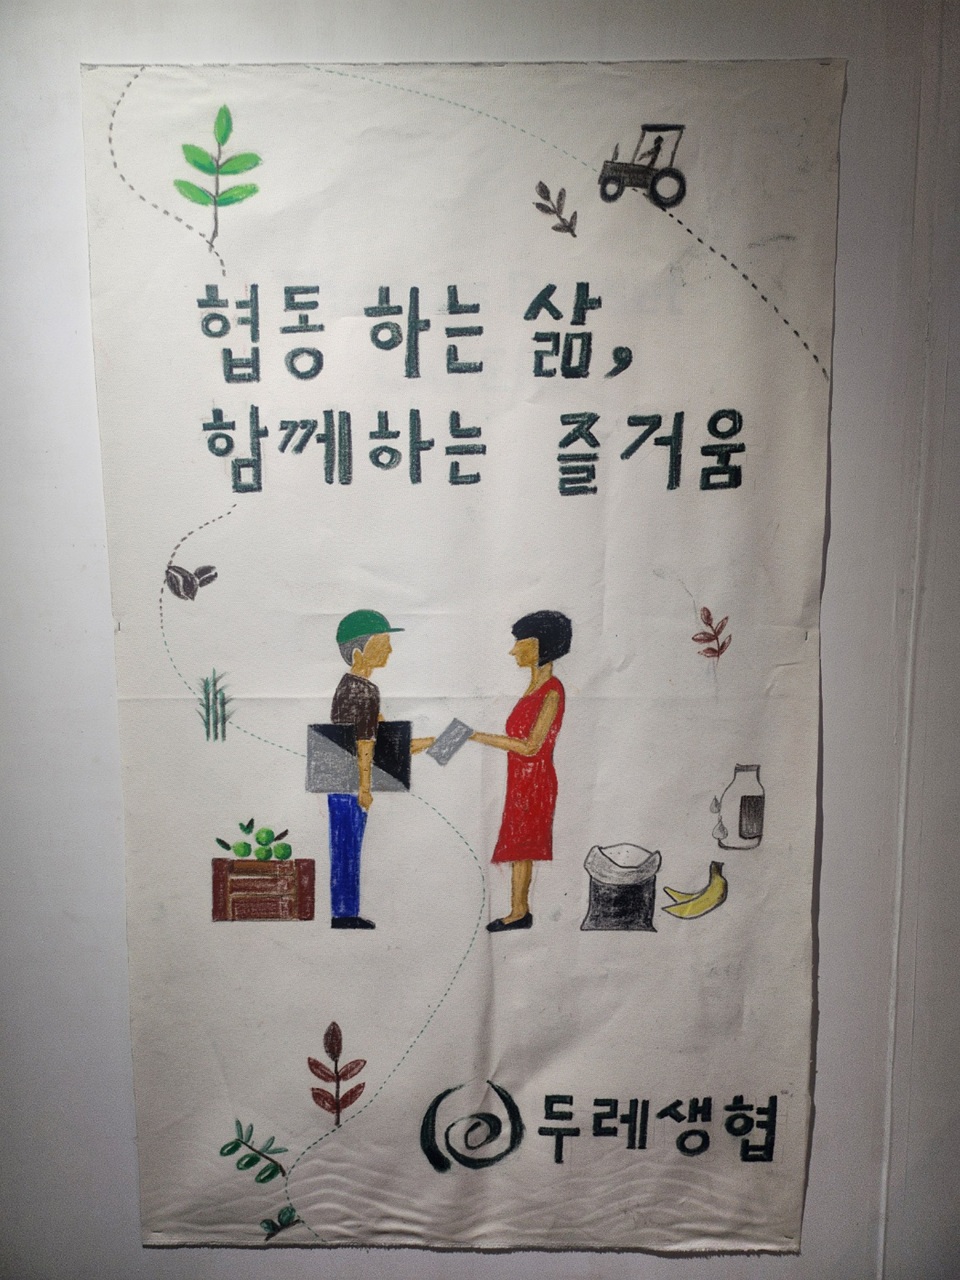 협동 하는 삶,
함께하는 즐거움
두레생협